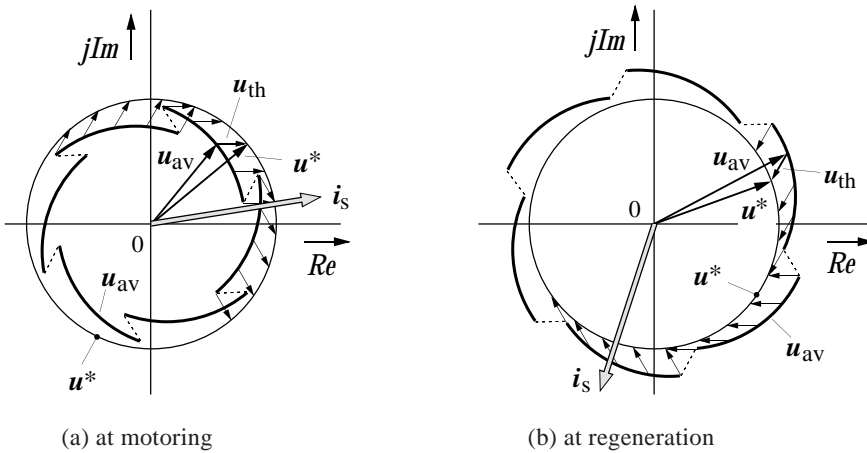 jIm
u_th
u_av
u*
i_s
0
Re
u_av
u*
(a) at motoring
jIm
u_av
u_th
0
u*
Re
u*
i_s
u_av
(b) at regeneration